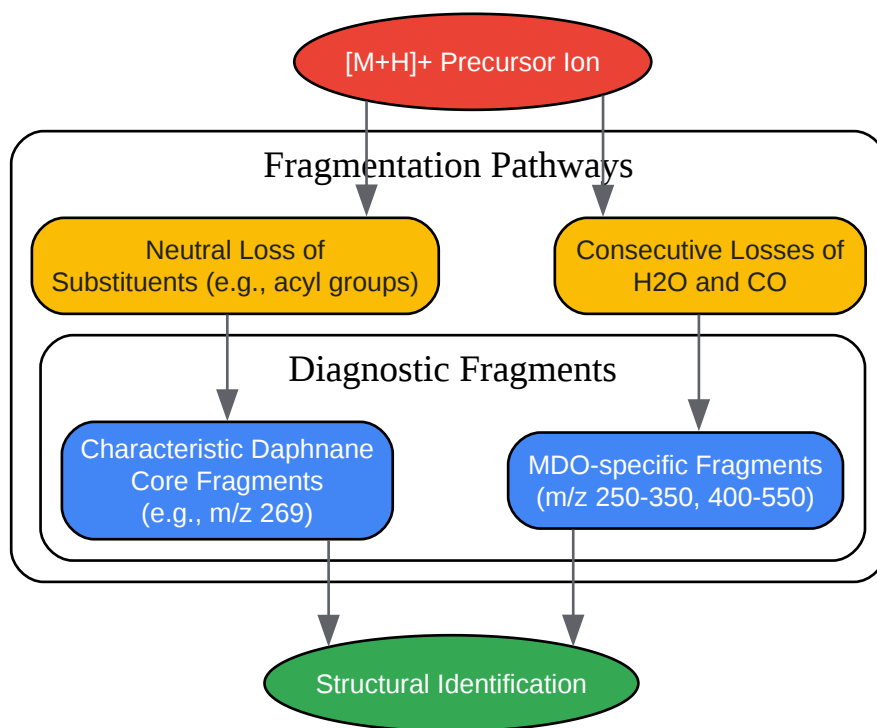 [M+H]+ Precursor Ion
Fragmentation Pathways
Neutral Loss of
Substituents (e.g., acyl groups)
Consecutive Losses of
H2O and CO
Diagnostic Fragments
Characteristic Daphnane
Core Fragments
(e.g., m/z 269)
MDO-specific Fragments
(m/z 250-350, 400-550)
Structural Identification